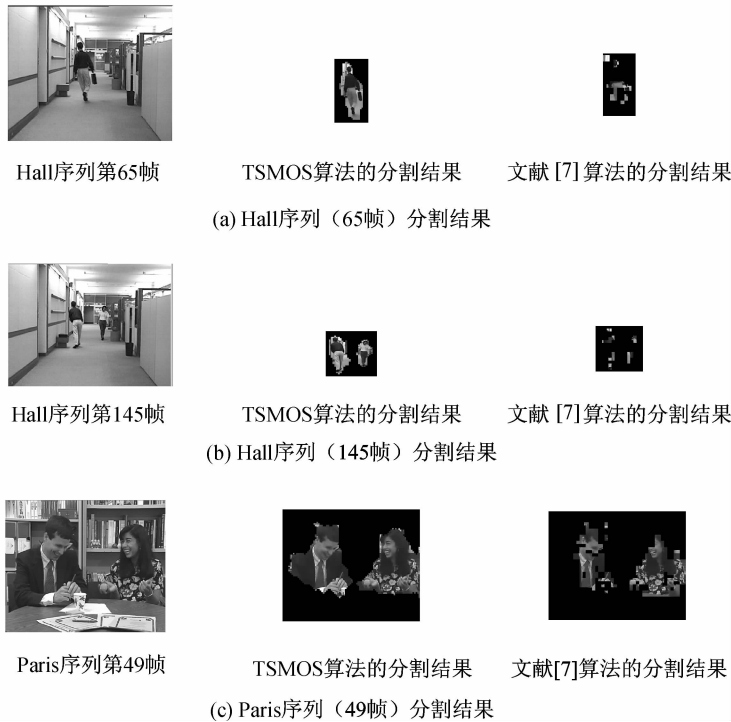 Hall序列第65帧
TSMOS算法的分割结果
文献 [7] 算法的分割结果
(a) Hall序列（65帧）分割结果
Hall序列第145帧
TSMOS算法的分割结果
文献 [7]算法的分割结果
(b) Hall序列（145帧）分割结果
Paris序列第49帧
TSMOS算法的分割结果
文献[7]算法的分割结果
(c) Paris序列（49帧）分割结果